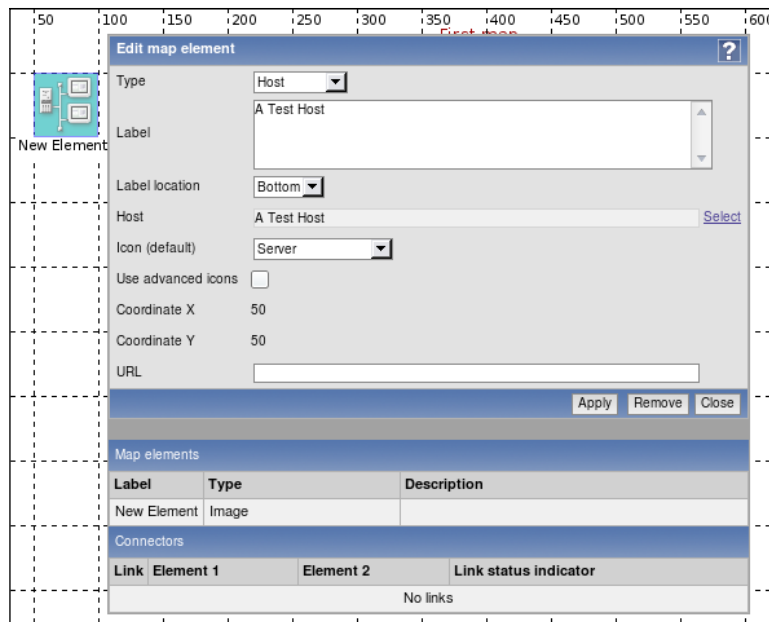 50 100 150 200 250 300 350 400 450 500 550 600
First map
Edit map element ?
Type Host
Label A Test Host
New Element
Label location Bottom
Host A Test Host Select
Icon (default) Server
Use advanced icons
Coordinate X 50
Coordinate Y 50
URL
Apply Remove Close
Map elements
Label Type Description
New Element Image
Connectors
Link Element 1 Element 2 Link status indicator
No links